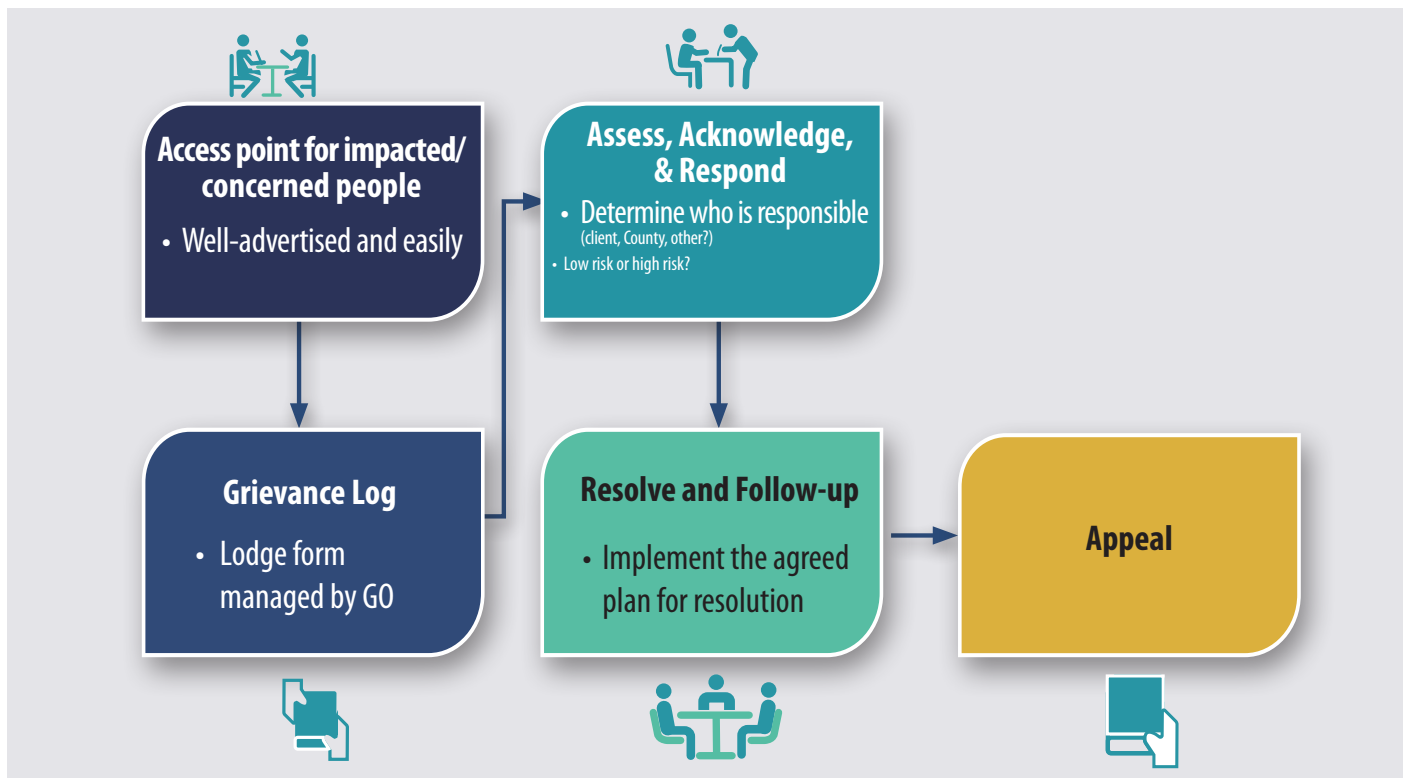 Access point for impacted/
concerned people
• Well-advertised and easily
Grievance Log
• Lodge form
managed by GO
Assess, Acknowledge,
& Respond
• Determine who is responsible
(client, County, other?)
• Low risk or high risk?
Resolve and Follow-up
• Implement the agreed
plan for resolution
Appeal